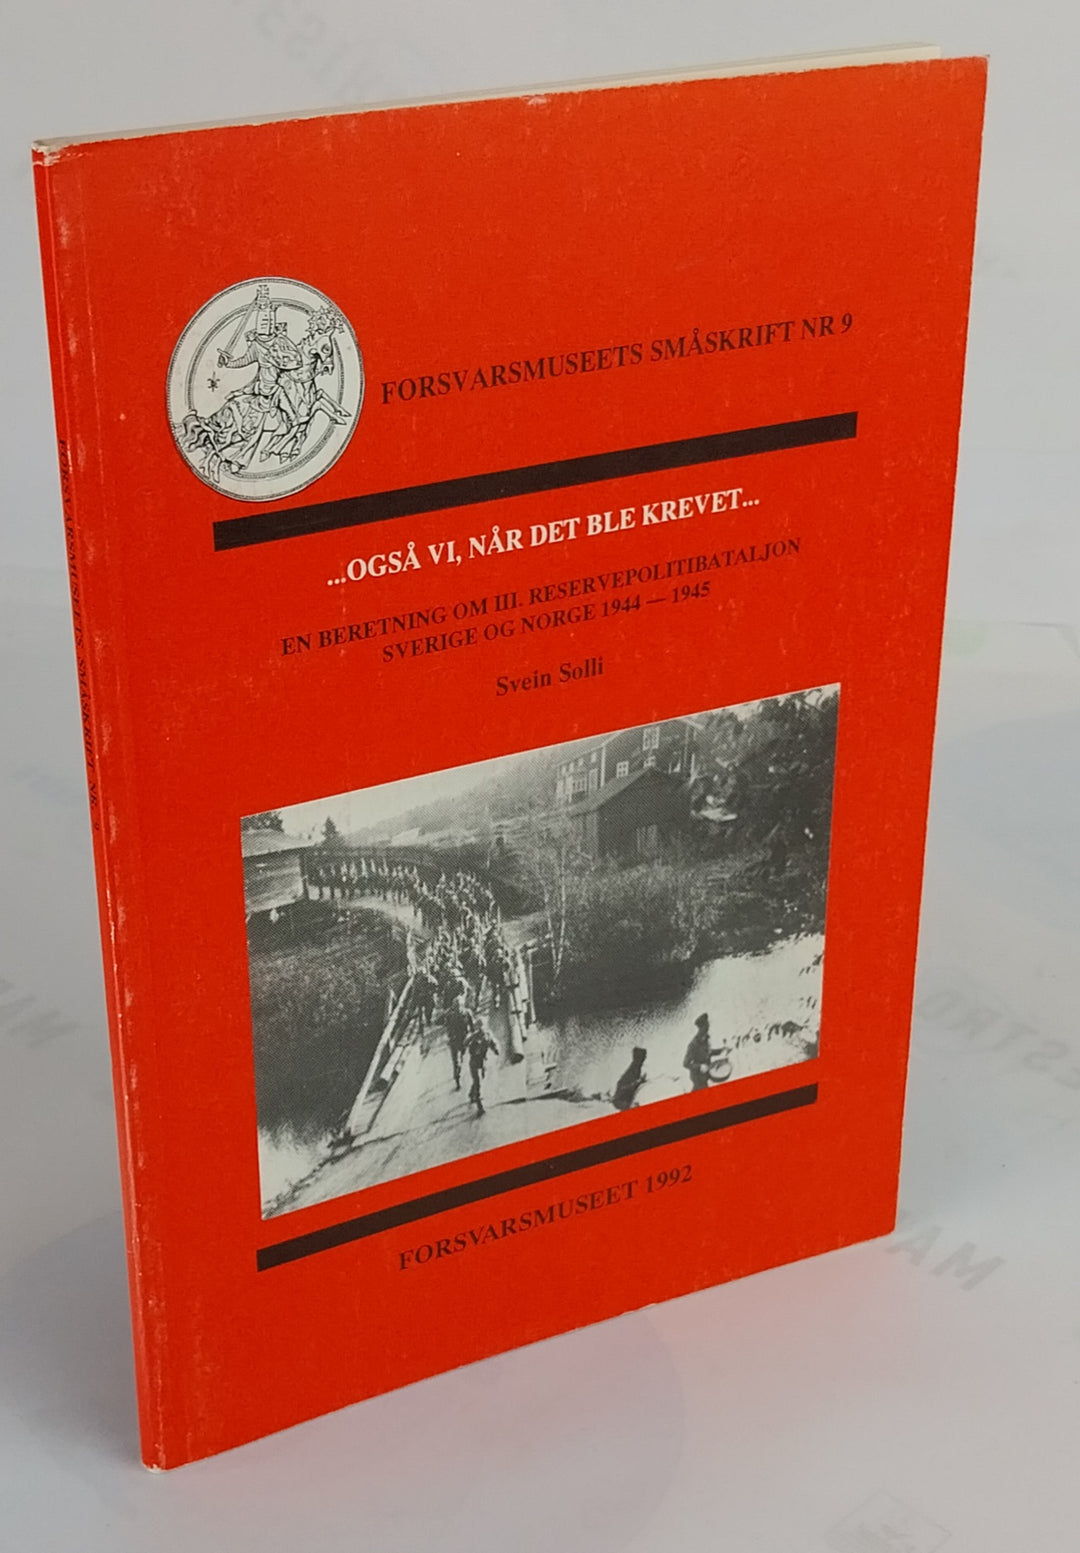 FORSVARSMUSEETS SMÅSKRIFT NR 9
...OGSÅ VI, NÅR DET BLE KREVET...
EN BERETNING OM III. RESERVEPOLITIBATALJON
SVERIGE OG NORGE 1944 — 1945
Svein Solli
FORSVARSMUSEET 1992
FORSVARSMUSEETS SMÅSKRIFT NR. 9